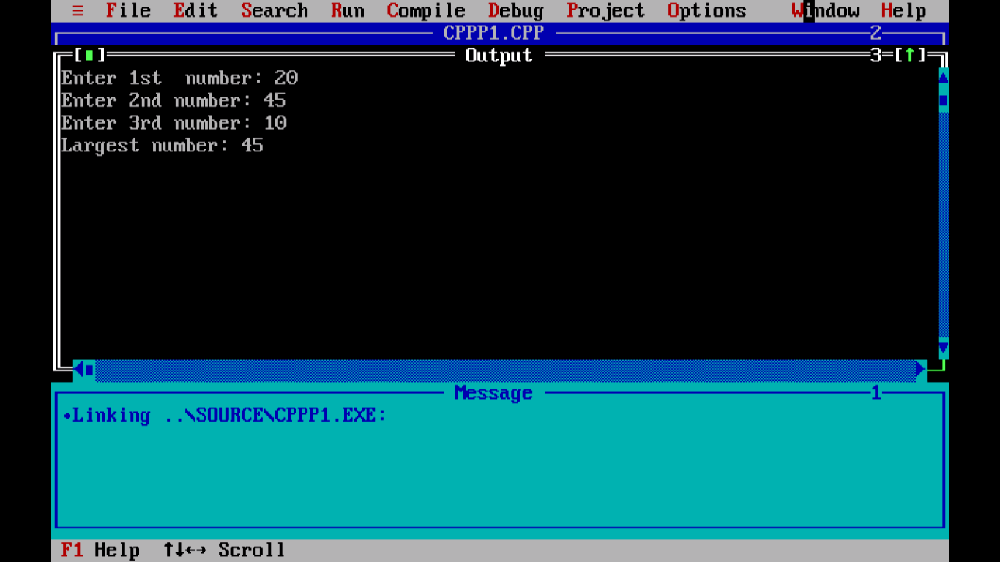 ≡ File Edit Search Run Compile Debug Project Options Window Help
CPPP1.CPP 2
[■] Output 3=[↑]
Enter 1st  number: 20
Enter 2nd number: 45
Enter 3rd number: 10
Largest number: 45
Message 1
•Linking ..\SOURCE\CPPP1.EXE:
F1 Help ↑↓←→ Scroll